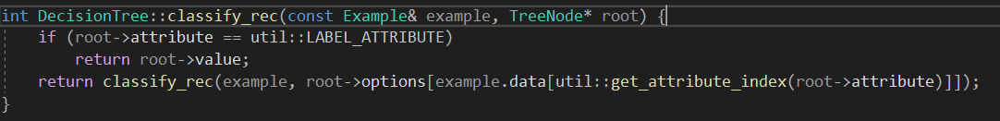 int DecisionTree::classify_rec(const Example& example, TreeNode* root) {
    if (root->attribute == util::LABEL_ATTRIBUTE)
        return root->value;
    return classify_rec(example, root->options[example.data[util::get_attribute_index(root->attribute)]]);
}